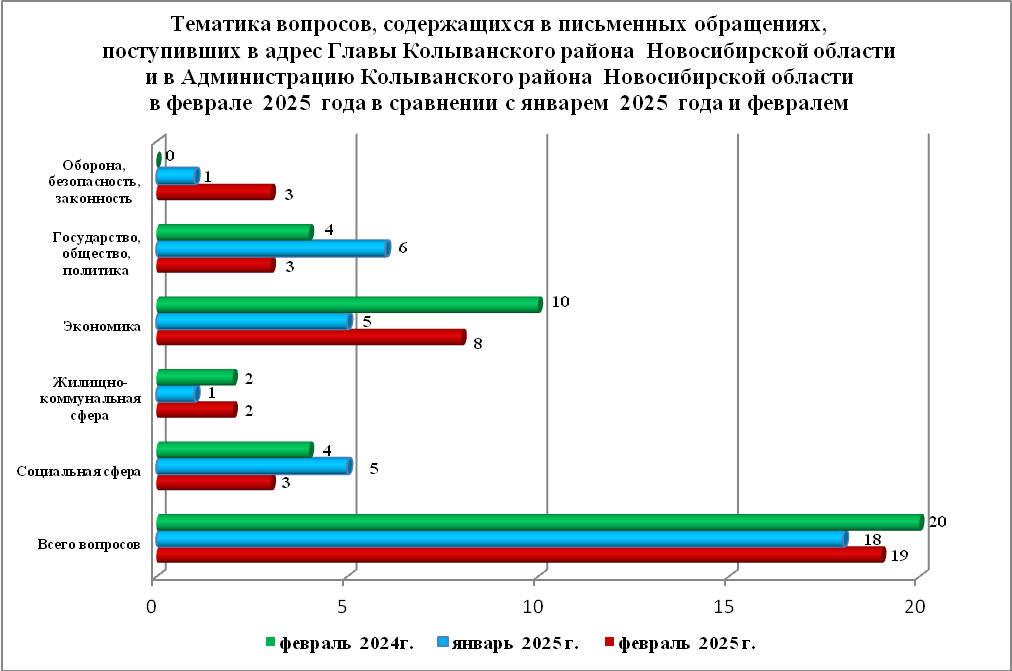 Тематика вопросов, содержащихся в письменных обращениях,
поступивших в адрес Главы Колыванского района Новосибирской области
и в Администрацию Колыванского района Новосибирской области
в феврале 2025 года в сравнении с январем 2025 года и февралем
Оборона,
безопасность,
законность
0
1
3
Государство,
общество,
политика
4
6
3
Экономика
10
5
8
Жилищно-
коммунальная
сфера
2
1
2
Социальная сфера
4
5
3
Всего вопросов
20
18
19
0 5 10 15 20
февраль 2024г. январь 2025 г. февраль 2025 г.